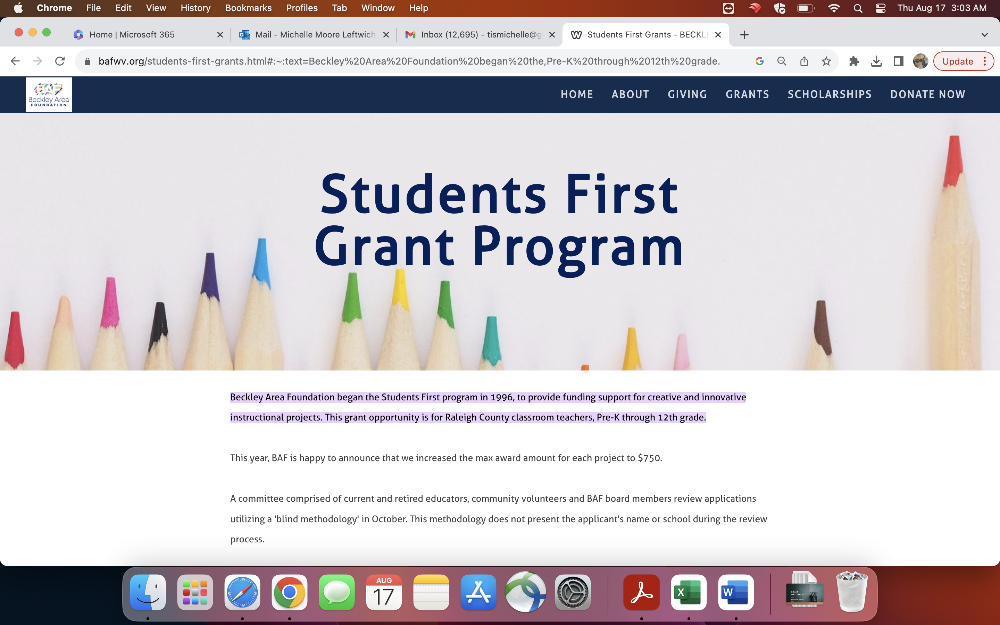 Chrome File Edit View History Bookmarks Profiles Tab Window Help Thu Aug 17 3:03 AM
Home | Microsoft 365 Mail - Michelle Moore Leftwich Inbox (12,695) - tismichelle@g Students First Grants - BECKLE
bafwv.org/students-first-grants.html#:~:text=Beckley%20Area%20Foundation%20began%20the,Pre-K%20through%2012th%20grade. Update
BAF
Beckley Area
FOUNDATION
HOME ABOUT GIVING GRANTS SCHOLARSHIPS DONATE NOW
Students First
Grant Program
Beckley Area Foundation began the Students First program in 1996, to provide funding support for creative and innovative
instructional projects. This grant opportunity is for Raleigh County classroom teachers, Pre-K through 12th grade.
This year, BAF is happy to announce that we increased the max award amount for each project to $750.
A committee comprised of current and retired educators, community volunteers and BAF board members review applications
utilizing a 'blind methodology' in October. This methodology does not present the applicant's name or school during the review
process.
AUG
17
X
W
GRANT
WRITING 101